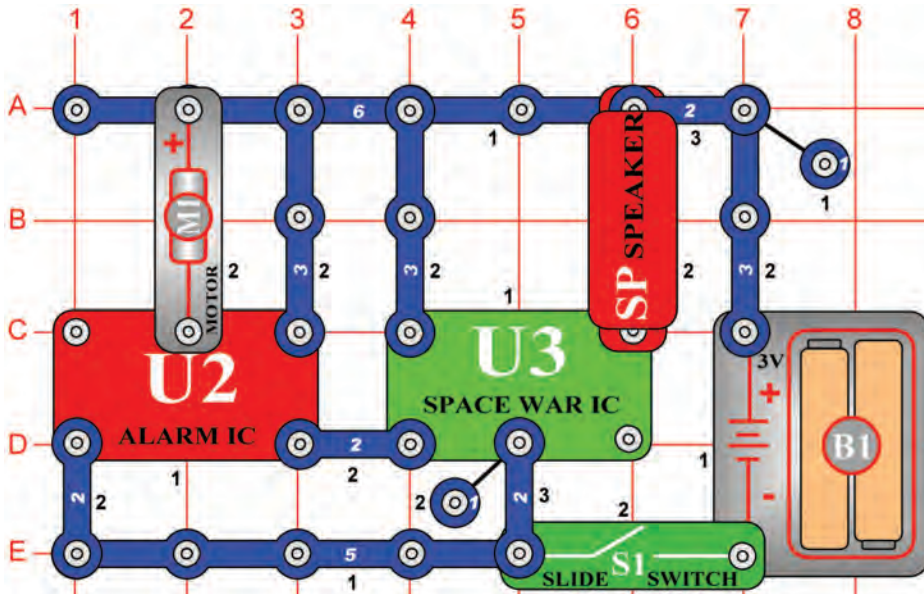 1 2 3 4 5 6 7 8
A 6 2
1 3
1
1
+
B M1 SPEAKER
3 2 3 2 3 2
2 2
MOTOR SP
1
C
U2 U3 3V
SPACE WAR IC +
ALARM IC
D 2 B1
1 2 1
2 2 2 1 2 3 -
2
E 5 S1
1 SLIDE SWITCH